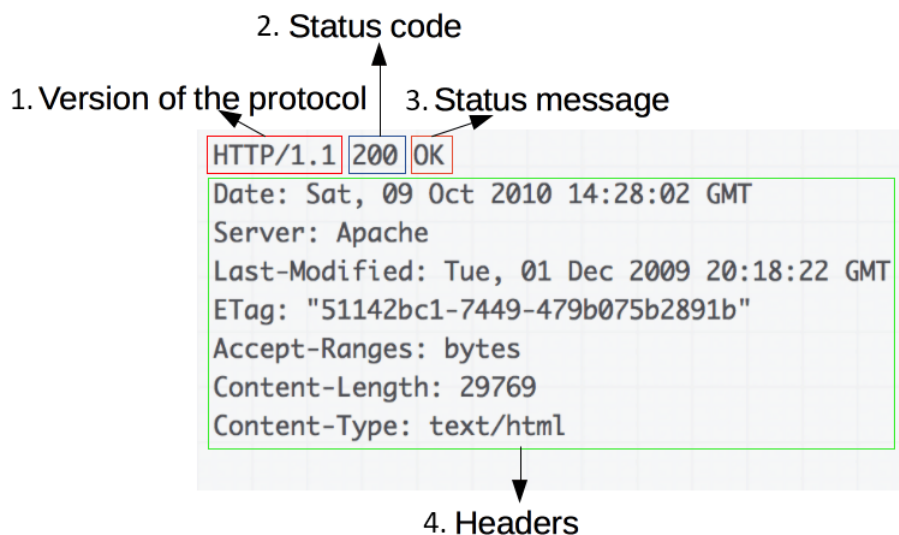 2. Status code
1. Version of the protocol 3. Status message
HTTP/1.1 200 OK
Date: Sat, 09 Oct 2010 14:28:02 GMT
Server: Apache
Last-Modified: Tue, 01 Dec 2009 20:18:22 GMT
ETag: "51142bc1-7449-479b075b2891b"
Accept-Ranges: bytes
Content-Length: 29769
Content-Type: text/html
4. Headers